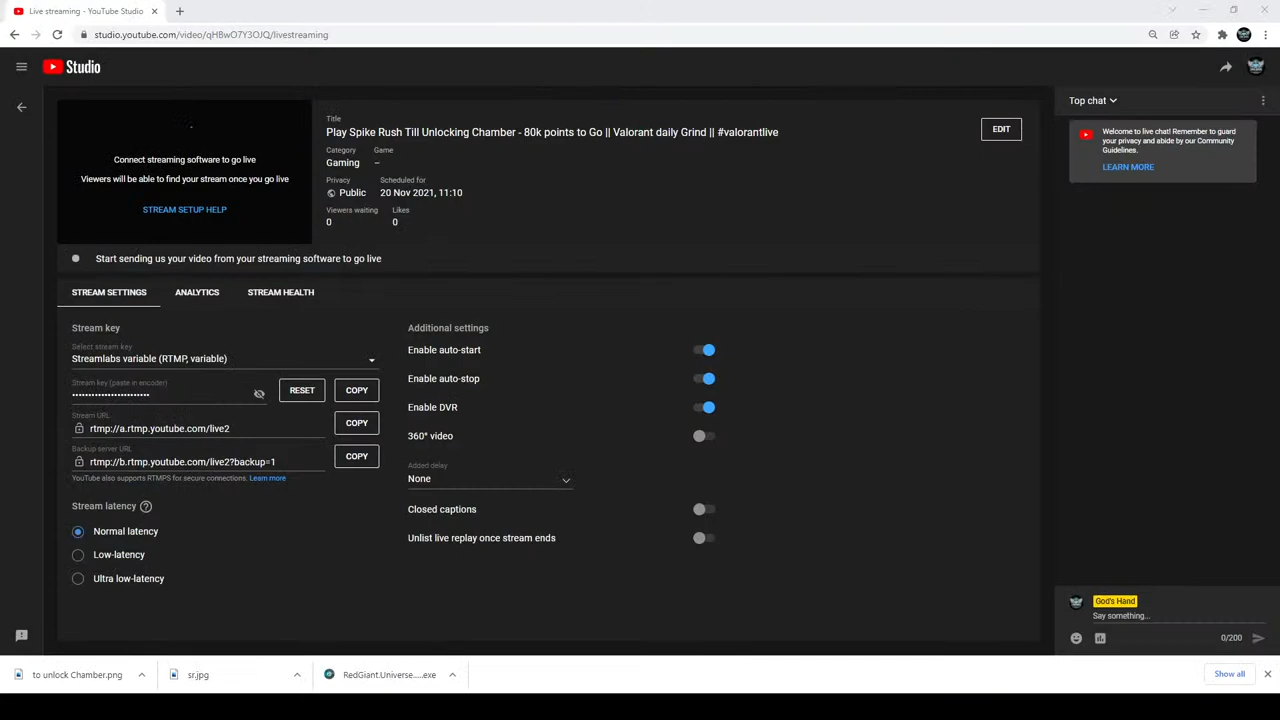 Live streaming - YouTube Studio
studio.youtube.com/video/qHBwO7Y3OJQ/livestreaming
Studio
Connect streaming software to go live
Viewers will be able to find your stream once you go live
STREAM SETUP HELP
Title
Play Spike Rush Till Unlocking Chamber - 80k points to Go || Valorant daily Grind || #valorantlive
EDIT
Category Game
Gaming –
Privacy Scheduled for
Public 20 Nov 2021, 11:10
Viewers waiting Likes
0 0
Start sending us your video from your streaming software to go live
STREAM SETTINGS ANALYTICS STREAM HEALTH
Stream key
Select stream key
Streamlabs variable (RTMP, variable)
Stream key (paste in encoder)
••••••••••••••••••••••••
RESET COPY
Stream URL
rtmp://a.rtmp.youtube.com/live2
COPY
Backup server URL
rtmp://b.rtmp.youtube.com/live2?backup=1
COPY
YouTube also supports RTMPS for secure connections. Learn more
Stream latency
Normal latency
Low-latency
Ultra low-latency
Additional settings
Enable auto-start
Enable auto-stop
Enable DVR
360° video
Added delay
None
Closed captions
Unlist live replay once stream ends
Top chat
Welcome to live chat! Remember to guard
your privacy and abide by our Community
Guidelines.
LEARN MORE
God's Hand
Say something...
0/200
to unlock Chamber.png
sr.jpg
RedGiant.Universe.....exe
Show all